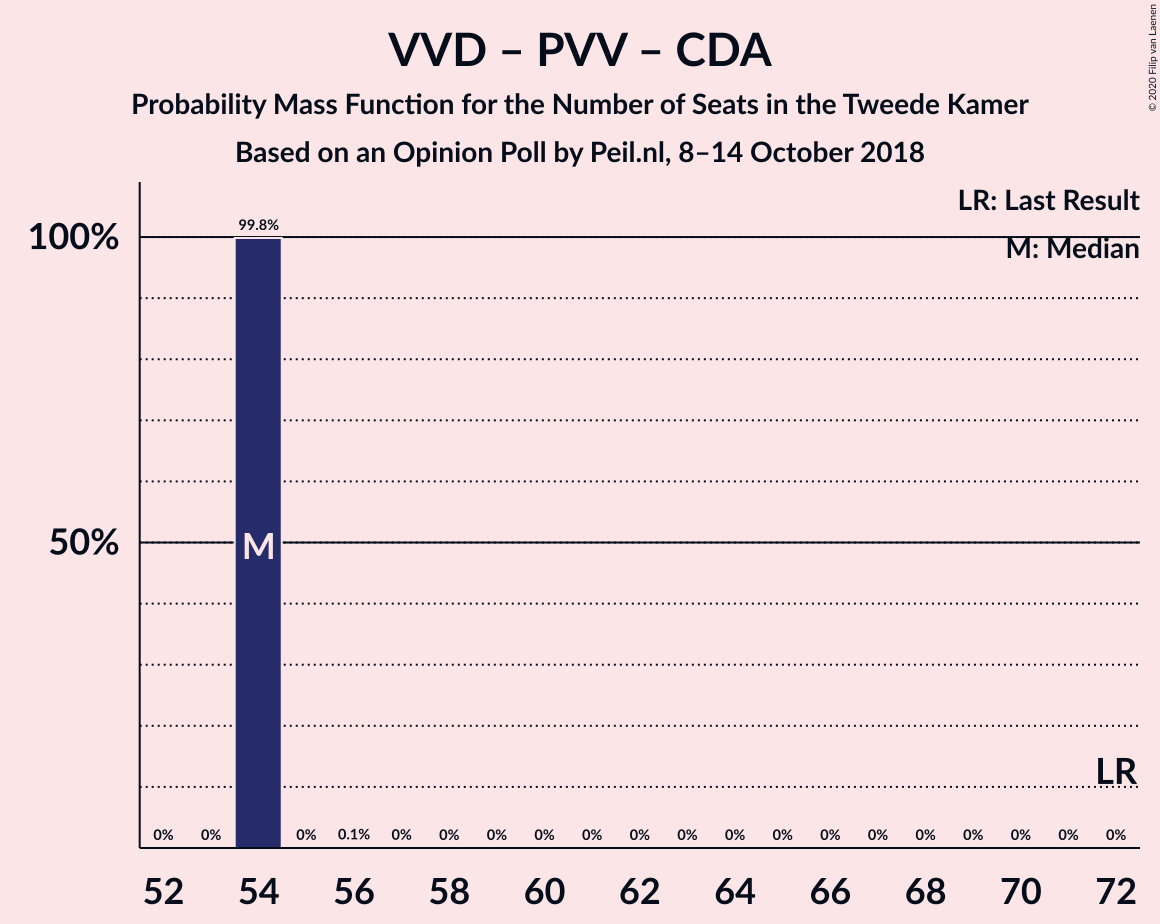 VVD – PVV – CDA
Probability Mass Function for the Number of Seats in the Tweede Kamer
Based on an Opinion Poll by Peil.nl, 8–14 October 2018
© 2020 Filip van Laenen
LR: Last Result
M: Median
99.8%
100%
50%
M
LR
0% 0% 0% 0.1% 0% 0% 0% 0% 0% 0% 0% 0% 0% 0% 0% 0% 0% 0% 0% 0%
52 54 56 58 60 62 64 66 68 70 72